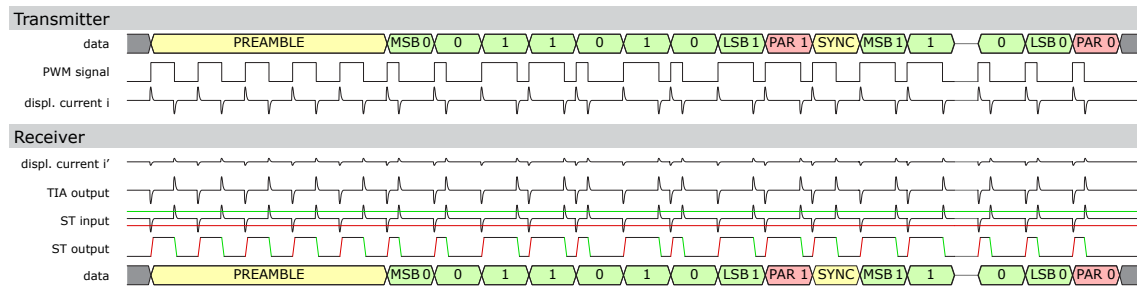 Transmitter
data PREAMBLE MSB 0 0 1 1 0 1 0 LSB 1 PAR 1 SYNC MSB 1 1 0 LSB 0 PAR 0
PWM signal
displ. current i
Receiver
displ. current i’
TIA output
ST input
ST output
data PREAMBLE MSB 0 0 1 1 0 1 0 LSB 1 PAR 1 SYNC MSB 1 1 0 LSB 0 PAR 0